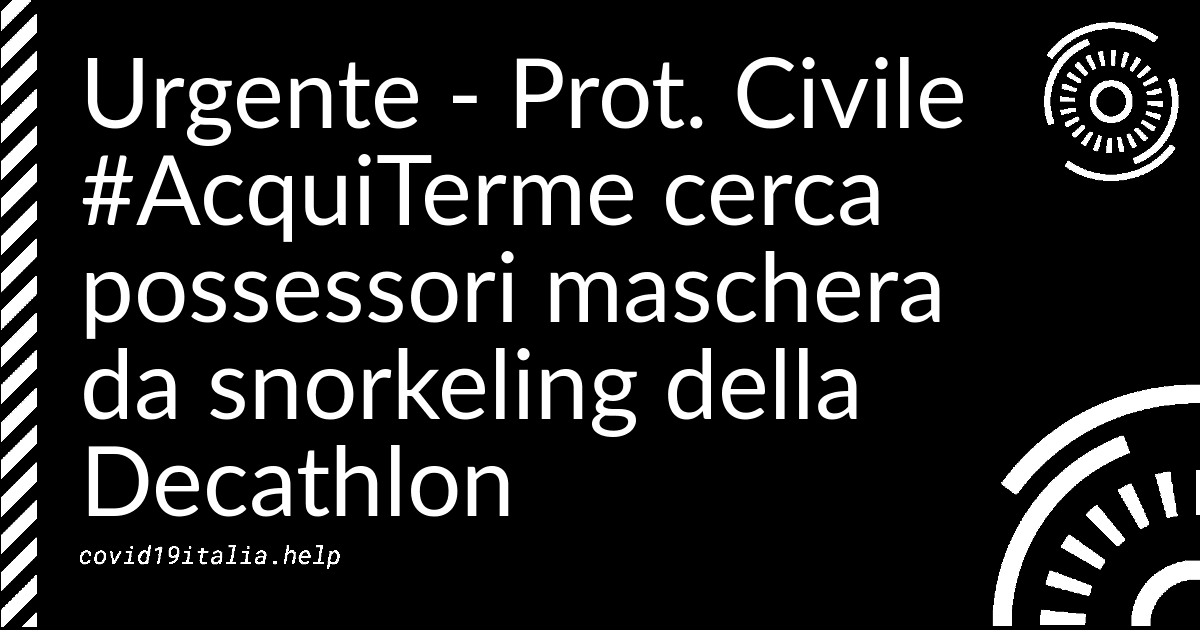 Urgente - Prot. Civile
#AcquiTerme cerca
possessori maschera
da snorkeling della
Decathlon
covid19italia.help